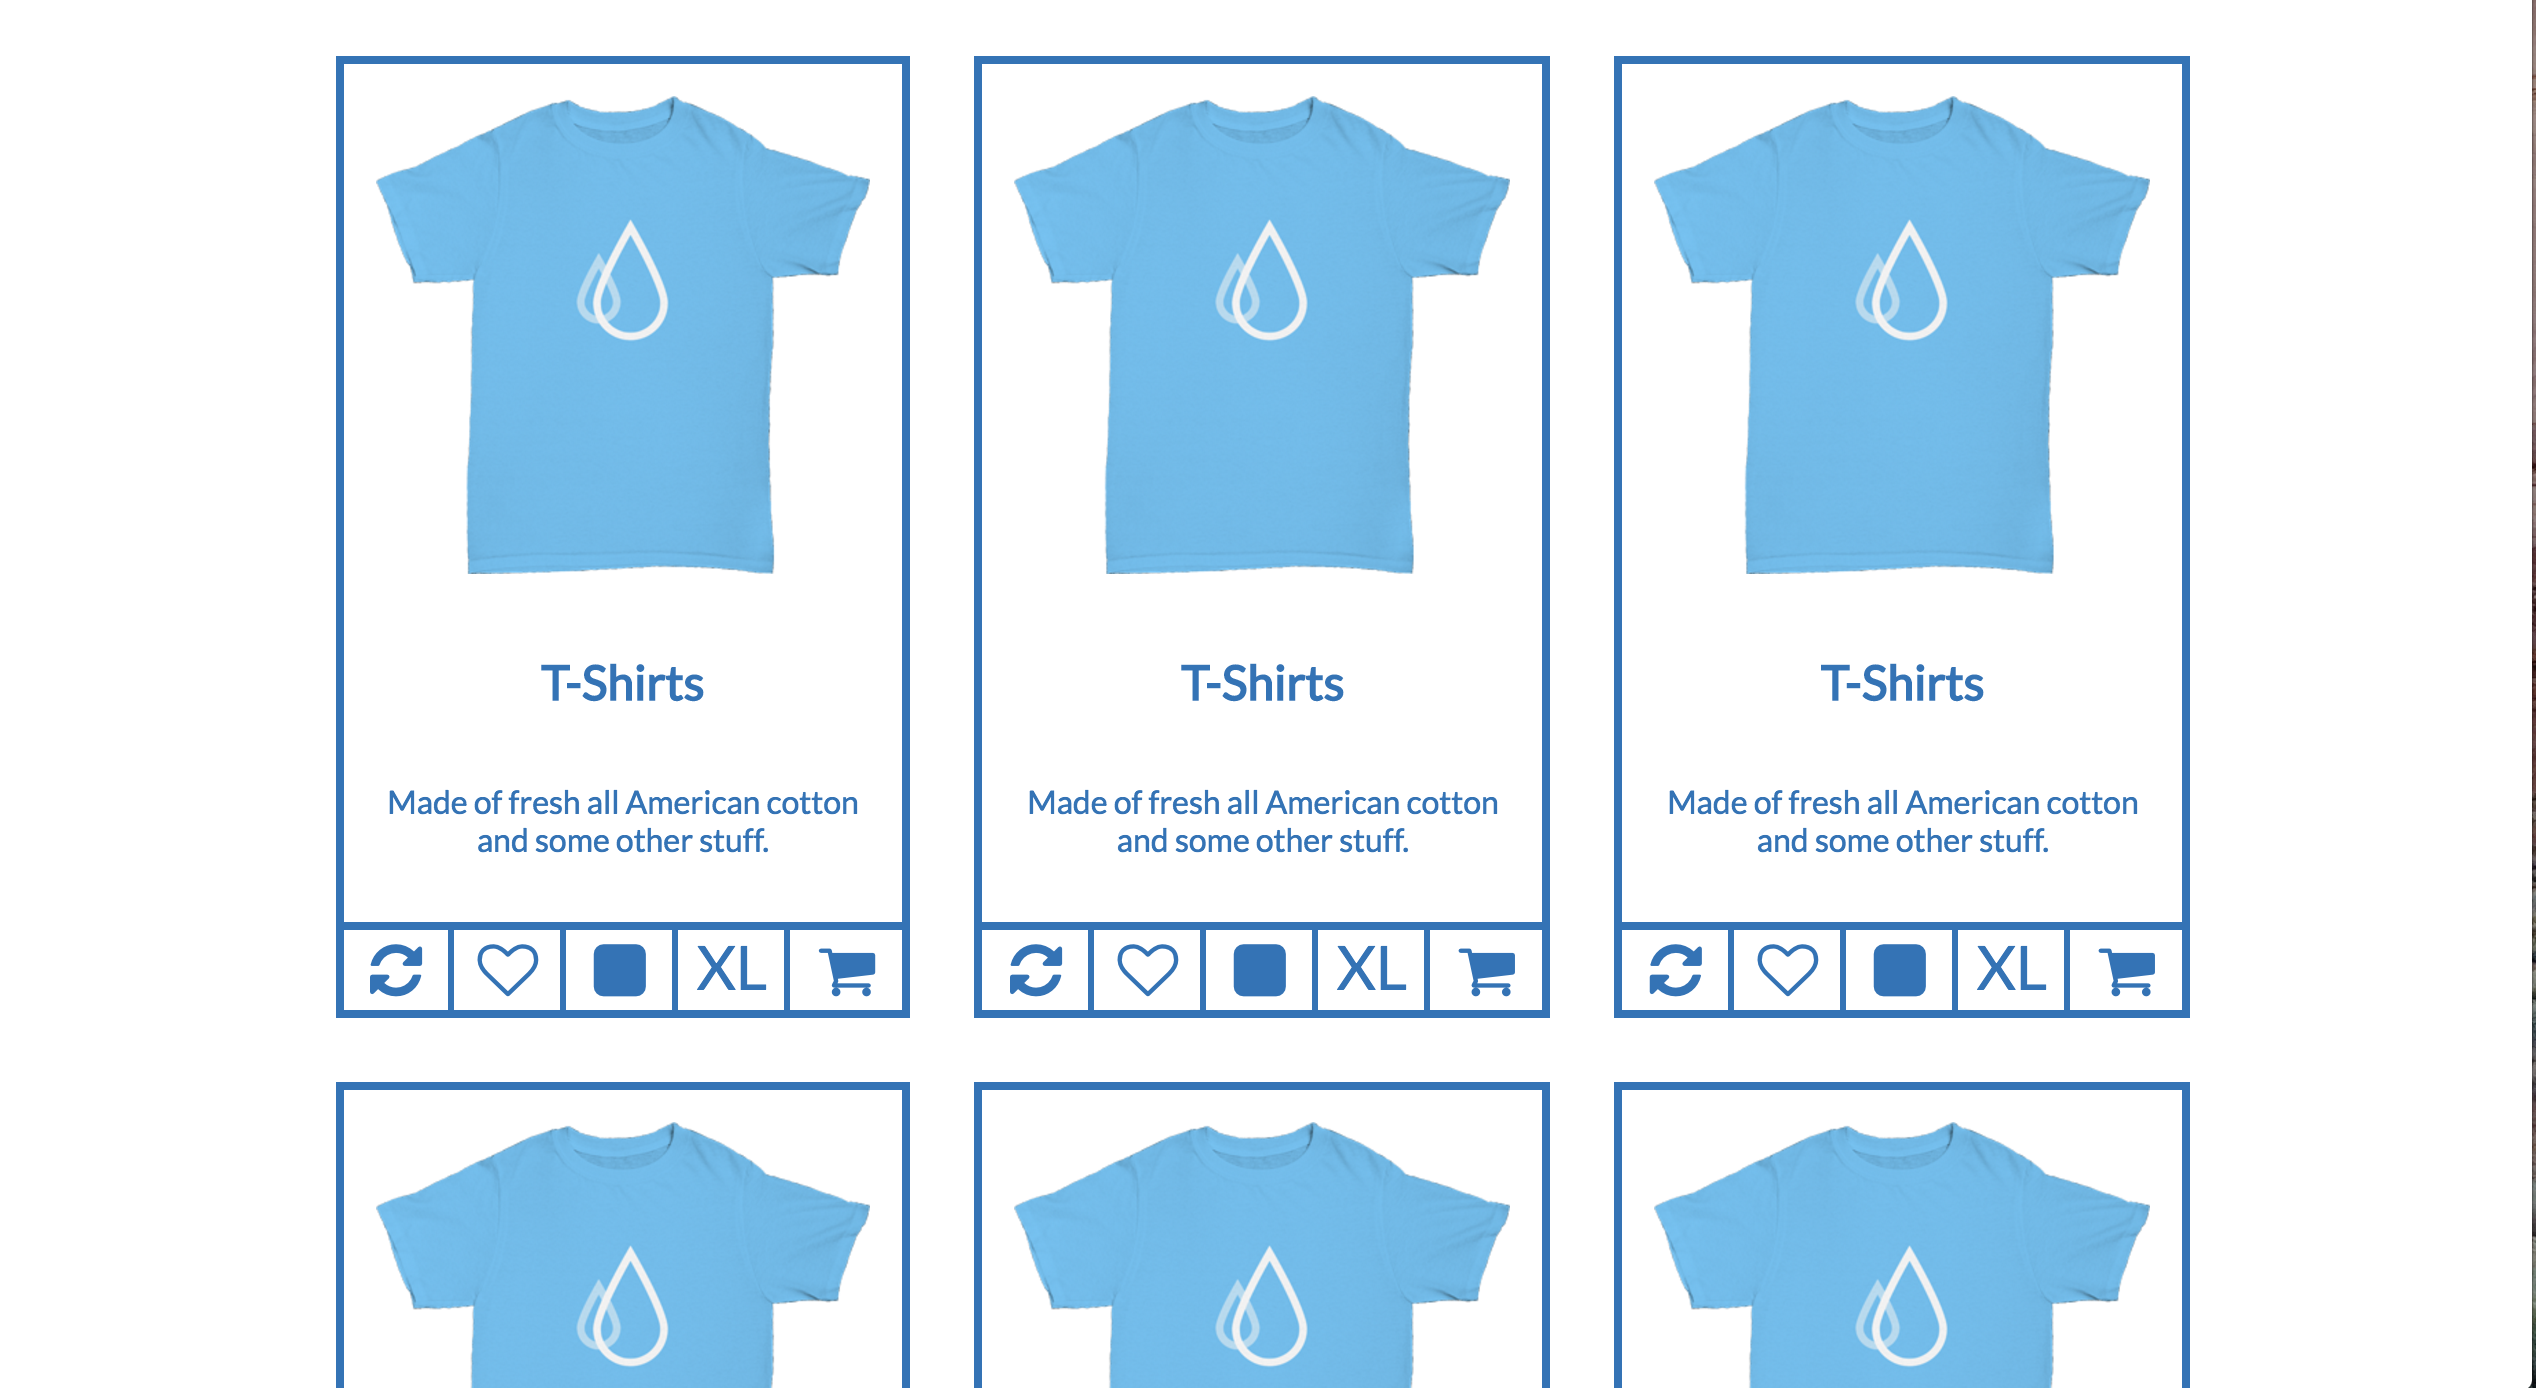 T-Shirts
Made of fresh all American cotton
and some other stuff.
XL
T-Shirts
Made of fresh all American cotton
and some other stuff.
XL
T-Shirts
Made of fresh all American cotton
and some other stuff.
XL